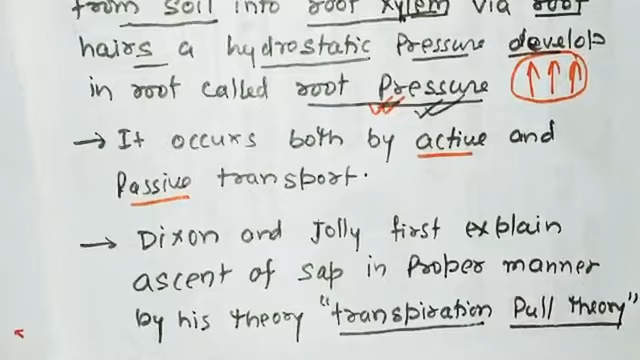 from soil into root xylem via root
hairs a hydrostatic pressure develop
in root called root pressure
→ It occurs both by active and
Passive transport.
→ Dixon and Jolly first explain
ascent of sap in Proper manner
by his theory "transpiration Pull theory"